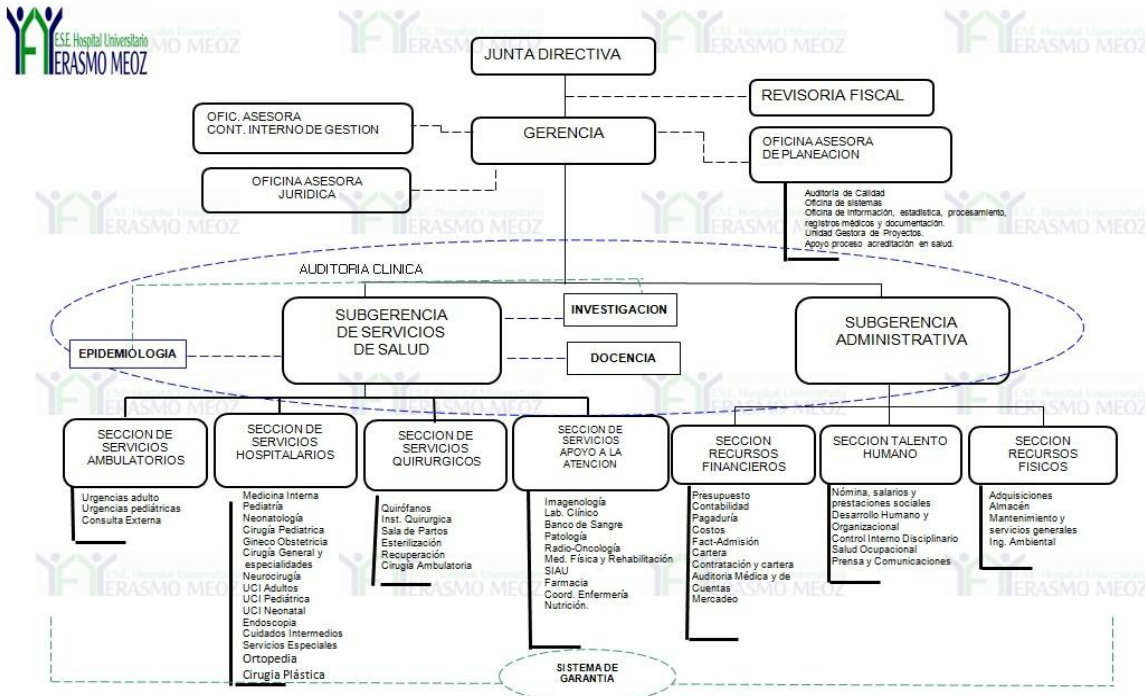 E.S.E. Hospital Universitario
ERASMO MEOZ
JUNTA DIRECTIVA
REVISORIA FISCAL
OFIC. ASESORA
CONT. INTERNO DE GESTION
GERENCIA
OFICINA ASESORA
DE PLANEACION
OFICINA ASESORA
JURIDICA
Auditoria de Calidad
Oficina de sistemas
Oficina de información, estadística, procesamiento,
registros médicos y documentación.
Unidad Gestora de Proyectos.
Apoyo proceso acreditación en salud.
AUDITORIA CLINICA
SUBGERENCIA
DE SERVICIOS
DE SALUD
INVESTIGACION
SUBGERENCIA
ADMINISTRATIVA
EPIDEMIOLOGIA
DOCENCIA
SECCION DE
SERVICIOS
AMBULATORIOS
Urgencias adulto
Urgencias pediátricas
Consulta Externa
SECCION DE
SERVICIOS
HOSPITALARIOS
Medicina Interna
Pediatría
Neonatología
Cirugía Pediatrica
Gineco Obstetricia
Cirugía General y
especialidades
Neurocirugía
UCI Adultos
UCI Pediátrica
UCI Neonatal
Endoscopia
Cuidados Intermedios
Servicios Especiales
Ortopedia
Cirugia Plástica
SECCION DE
SERVICIOS
QUIRURGICOS
Quirófanos
Inst. Quirurgica
Sala de Partos
Esterilización
Recuperación
Cirugía Ambulatoria
SECCION DE
SERVICIOS
APOYO A LA
ATENCION
Imagenología
Lab. Clínico
Banco de Sangre
Patología
Radio-Oncología
Med. Física y Rehabilitación
SIAU
Farmacia
Coord. Enfermería
Nutrición.
SECCION
RECURSOS
FINANCIEROS
Presupuesto
Contabilidad
Pagaduría
Costos
Fact-Admisión
Cartera
Contratación y cartera
Auditoria Médica y de
Cuentas
Mercadeo
SECCION TALENTO
HUMANO
Nómina, salarios y
prestaciones sociales
Desarrollo Humano y
Organizacional
Control Interno Disciplinario
Salud Ocupacional
Prensa y Comunicaciones
SECCION
RECURSOS
FISICOS
Adquisiciones
Almacén
Mantenimiento y
servicios generales
Ing. Ambiental
SISTEMA DE
GARANTIA